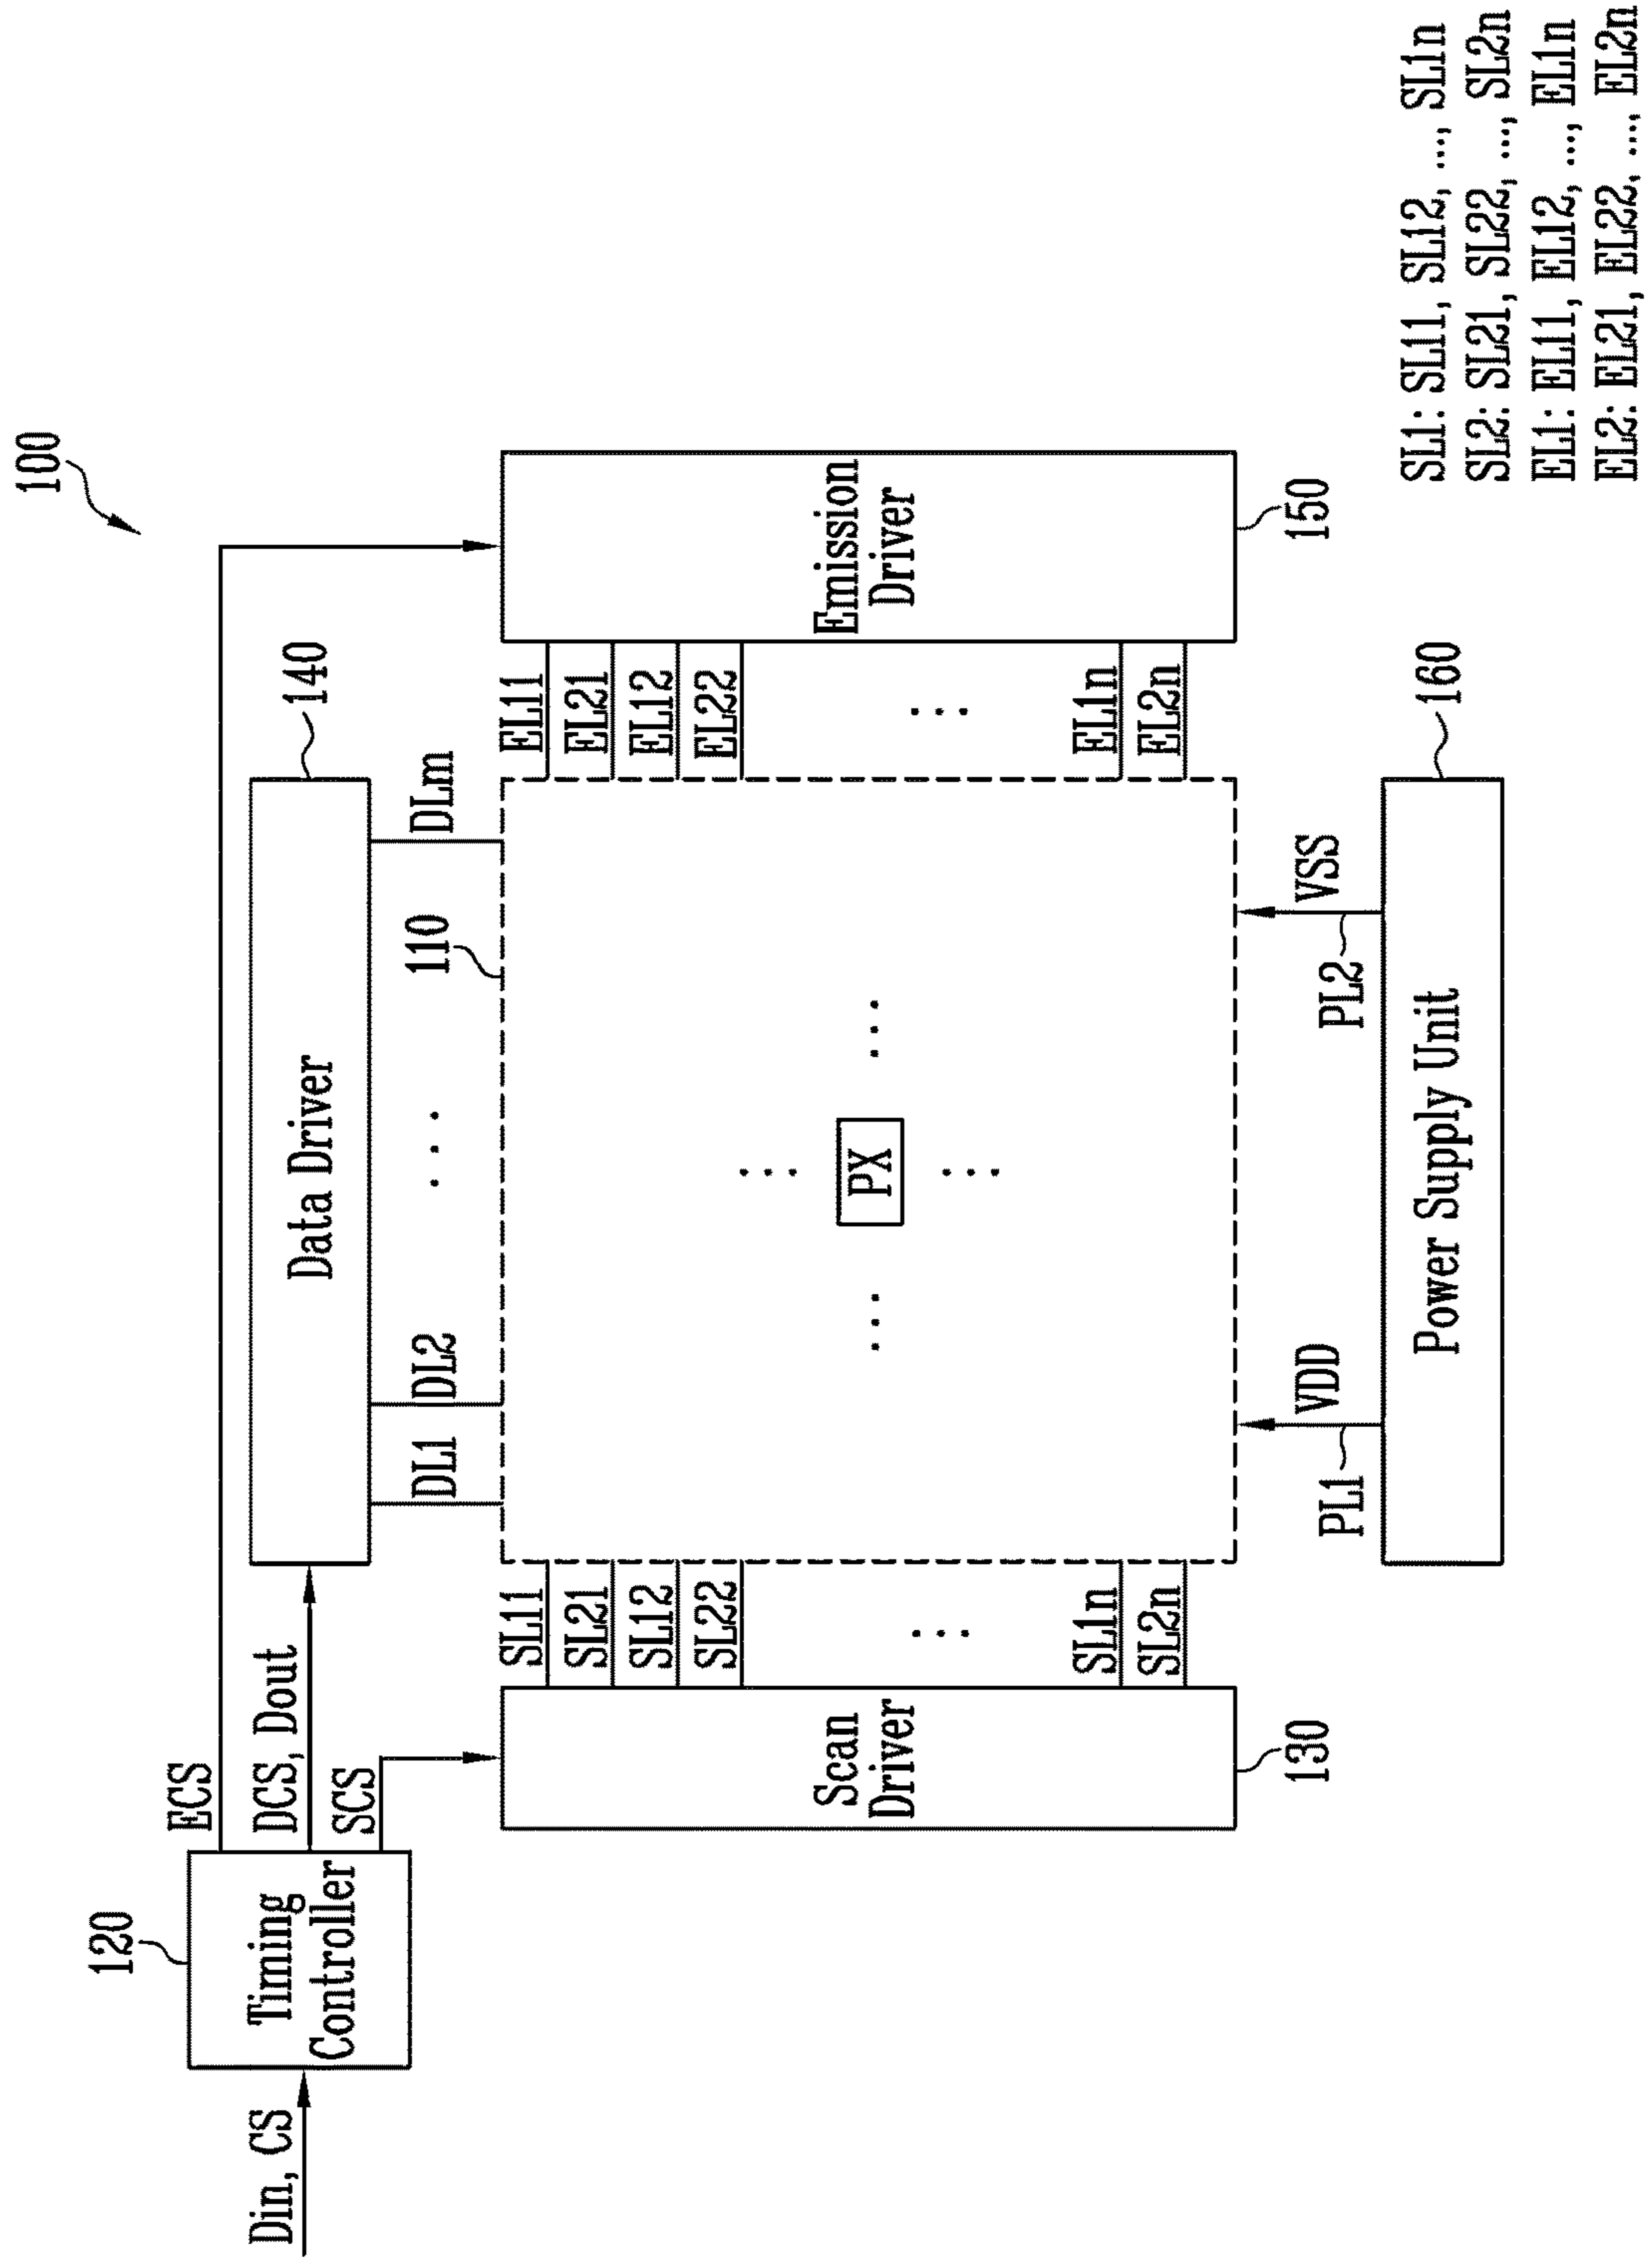 100
120
Din, CS
Timing
Controller
ECS
DCS, Dout
SCS
Data Driver
140
DL1
DL2
...
DLm
110
Scan
Driver
130
SL11
SL21
SL12
SL22
...
SL1n
SL2n
...
...
PX
...
...
EL11
EL21
EL12
EL22
...
EL1n
EL2n
Emission
Driver
150
PL1
VDD
PL2
VSS
Power Supply Unit
160
SL1: SL11, SL12, ..., SL1n
SL2: SL21, SL22, ..., SL2n
EL1: EL11, EL12, ..., EL1n
EL2: EL21, EL22, ..., EL2n